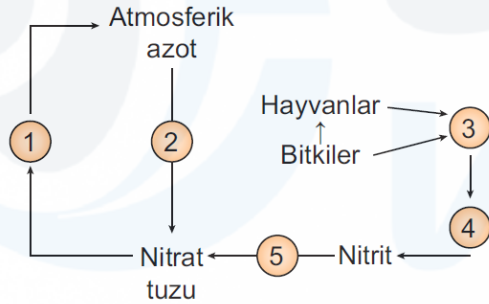 Atmosferik
azot
Hayvanlar
Bitkiler
1
2
3
4
5
Nitrat
tuzu
Nitrit